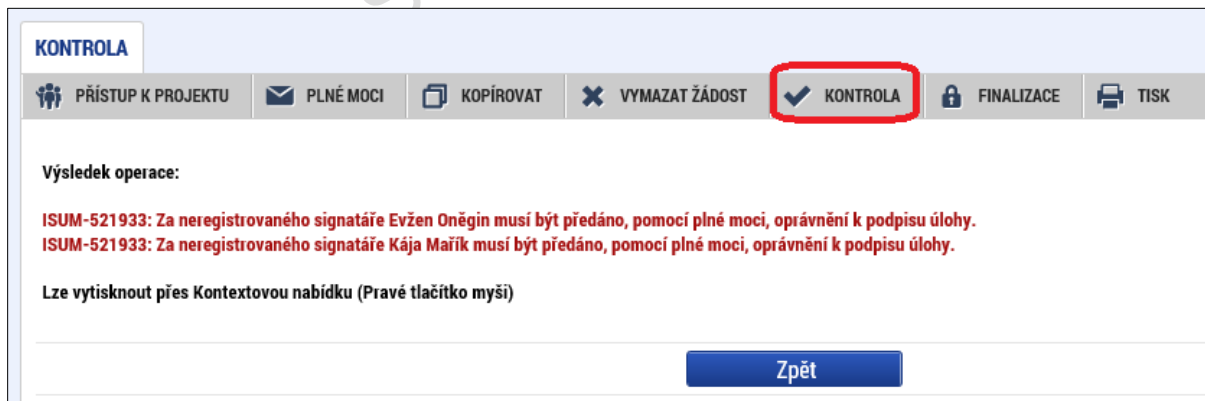 KONTROLA
PŘÍSTUP K PROJEKTU PLNÉ MOCI KOPÍROVAT VYMAZAT ŽÁDOST KONTROLA FINALIZACE TISK
Výsledek operace:
ISUM-521933: Za neregistrovaného signatáře Evžen Oněgin musí být předáno, pomocí plné moci, oprávnění k podpisu úlohy.
ISUM-521933: Za neregistrovaného signatáře Kája Mařík musí být předáno, pomocí plné moci, oprávnění k podpisu úlohy.
Lze vytisknout přes Kontextovou nabídku (Pravé tlačítko myši)
Zpět